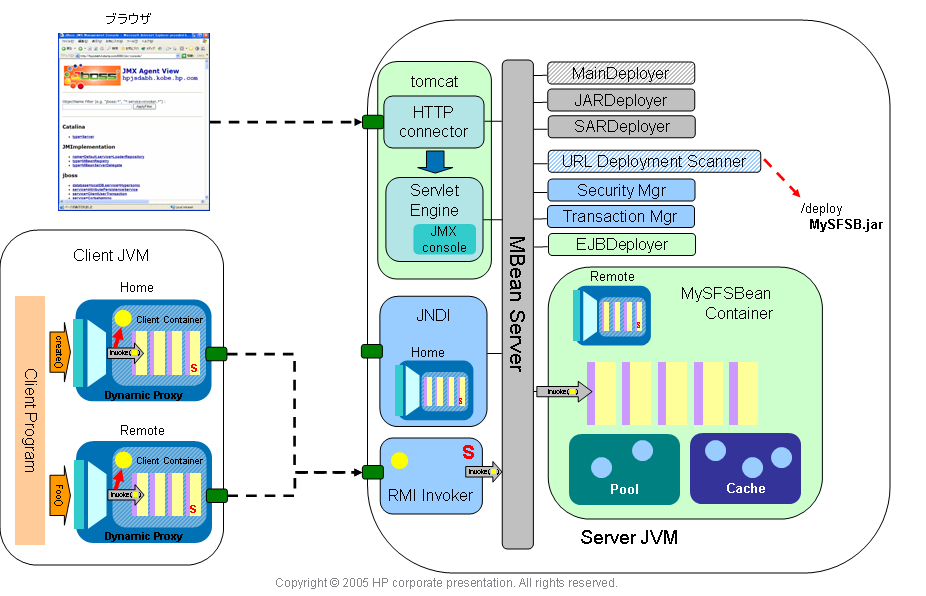 ブラウザ
JMX Agent View
hpjsdabh.kobe.hp.com
Catalina
JMImplementation
jboss
tomcat
HTTP
connector
Servlet
Engine
JMX
console
MainDeployer
JARDeployer
SARDeployer
URL Deployment Scanner
Security Mgr
Transaction Mgr
EJBDeployer
/deploy
MySFSB.jar
MBean Server
Client JVM
Client Program
Home
create()
Client Container
Invoke( )
S
Dynamic Proxy
Remote
Foo()
Client Container
Invoke( )
S
Dynamic Proxy
JNDI
Home
S
S
Invoke( )
RMI Invoker
Remote
S
MySFSBean
Container
Invoke( )
Pool
Cache
Server JVM
Copyright © 2005 HP corporate presentation. All rights reserved.